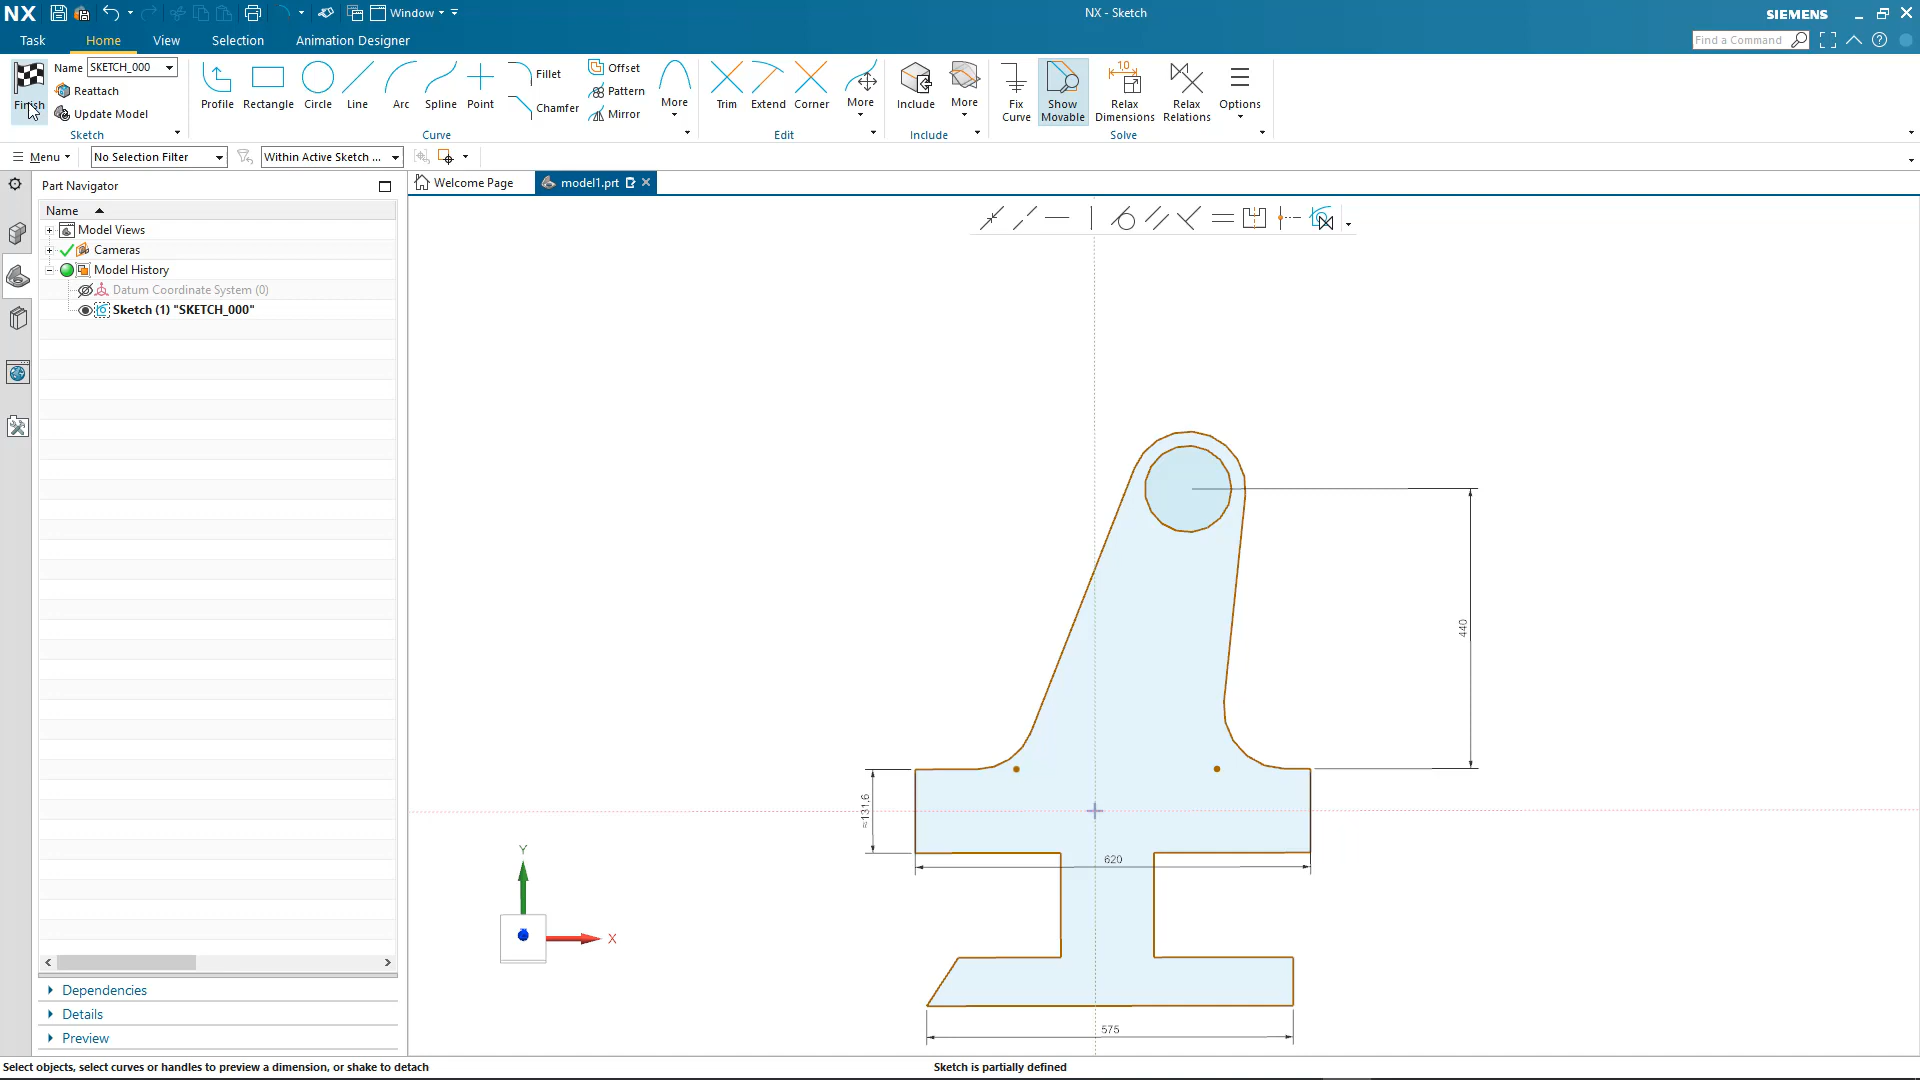 NX
Window
NX - Sketch
SIEMENS
Task
Home
View
Selection
Animation Designer
Find a Command
Finish
Name
SKETCH_000
Reattach
Update Model
Sketch
Profile
Rectangle
Circle
Line
Arc
Spline
Point
Fillet
Chamfer
Offset
Pattern
Mirror
More
Curve
Trim
Extend
Corner
More
Edit
Include
More
Include
Fix Curve
Show Movable
Relax Dimensions
Relax Relations
Options
Solve
1.0
Menu
No Selection Filter
Within Active Sketch ...
Part Navigator
Welcome Page
model1.prt
Name
Model Views
Cameras
Model History
Datum Coordinate System (0)
Sketch (1) "SKETCH_000"
440
≈131.6
620
575
Y
X
Dependencies
Details
Preview
Select objects, select curves or handles to preview a dimension, or shake to detach
Sketch is partially defined